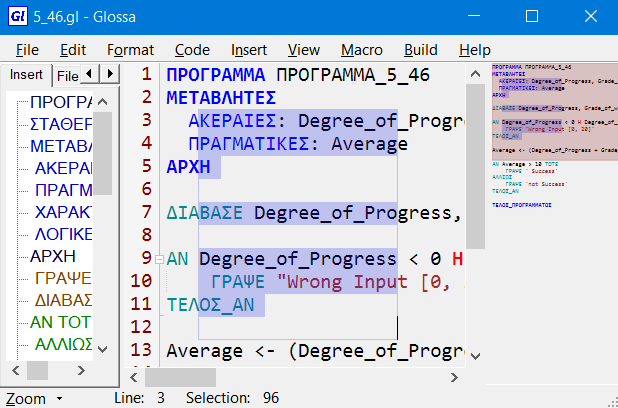 5_46.gl - Glossa
File Edit Format Code Insert View Macro Build Help
Insert File
ΠΡΟΓΡΑ
ΣΤΑΘΕΡ
ΜΕΤΑΒΛ
ΑΚΕΡΑΙ
ΠΡΑΓΜ
ΧΑΡΑΚ
ΛΟΓΙΚΕ
ΑΡΧΗ
ΓΡΑΨΕ
ΔΙΑΒΑΣ
ΑΝ ΤΟΤ
ΑΛΛΙΩΣ
1 ΠΡΟΓΡΑΜΜΑ ΠΡΟΓΡΑΜΜΑ_5_46
2 ΜΕΤΑΒΛΗΤΕΣ
3 ΑΚΕΡΑΙΕΣ: Degree_of_Progr
4 ΠΡΑΓΜΑΤΙΚΕΣ: Average
5 ΑΡΧΗ
6
7 ΔΙΑΒΑΣΕ Degree_of_Progress,
8
9 ΑΝ Degree_of_Progress < 0 Η
10 ΓΡΑΨΕ "Wrong Input [0,
11 ΤΕΛΟΣ_ΑΝ
12
13 Average <- (Degree_of_Progr
ΠΡΟΓΡΑΜΜΑ ΠΡΟΓΡΑΜΜΑ_5_46
ΜΕΤΑΒΛΗΤΕΣ
ΑΚΕΡΑΙΕΣ: Degree_of_Progress, Grade_
ΠΡΑΓΜΑΤΙΚΕΣ: Average
ΑΡΧΗ
ΔΙΑΒΑΣΕ Degree_of_Progress, Grade_of_w
ΑΝ Degree_of_Progress < 0 Η Degree_of_
ΓΡΑΨΕ "Wrong Input [0, 20]"
ΤΕΛΟΣ_ΑΝ
Average <- (Degree_of_Progress + Grade_
ΑΝ Average > 10 ΤΟΤΕ
ΓΡΑΨΕ ' Success'
ΑΛΛΙΩΣ
ΓΡΑΨΕ 'not Success'
ΤΕΛΟΣ_ΑΝ
ΤΕΛΟΣ_ΠΡΟΓΡΑΜΜΑΤΟΣ
Zoom Line: 3 Selection: 96